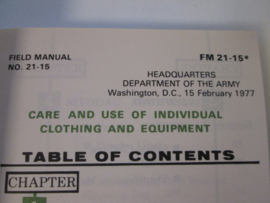 FIELD MANUAL
NO. 21-15
FM 21-15*
HEADQUARTERS
DEPARTMENT OF THE ARMY
Washington, D.C., 15 February 1977
CARE AND USE OF INDIVIDUAL
CLOTHING AND EQUIPMENT
TABLE OF CONTENTS
CHAPTER